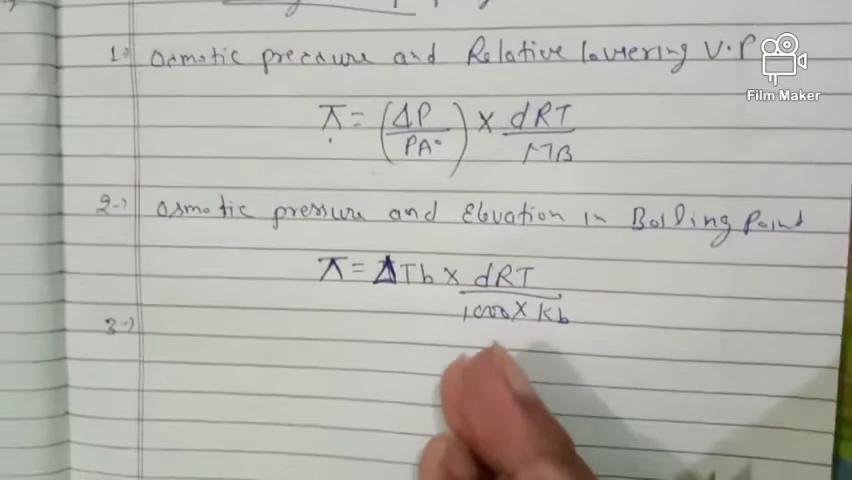 1-) Osmotic pressure and Relative lowering V.P
Film Maker
π = (ΔP/PA°) × dRT/MB
2-) Osmotic pressure and Elevation in Boiling Point
π = ΔTb × dRT/1000 × Kb
3-)